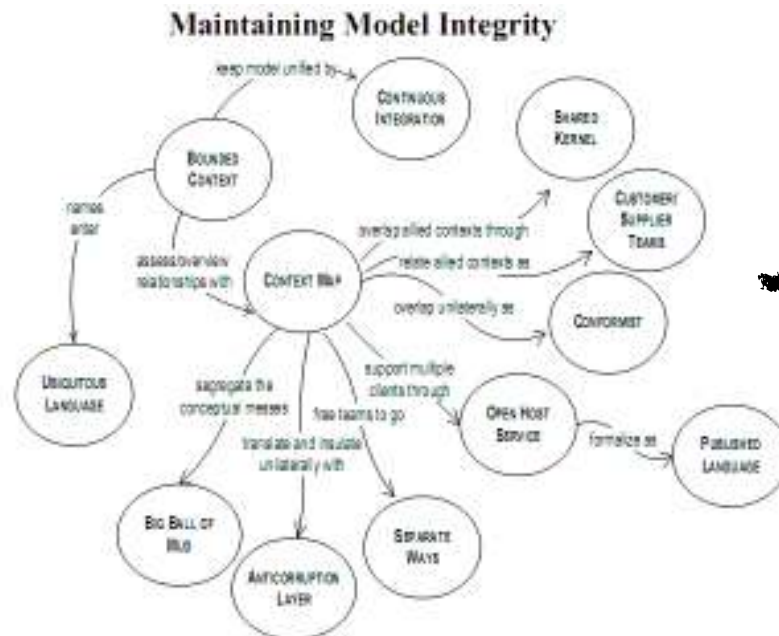 Maintaining Model Integrity
keep model unified by
CONTINUOUS
INTEGRATION
SHARED
KERNEL
BOUNDED
CONTEXT
CUSTOMER/
SUPPLIER
TEAMS
names
enter
overlap allied contexts through
assess/overview
relationships with
CONTEXT MAP
relate allied contexts as
overlap unilaterally as
CONFORMIST
UBIQUITOUS
LANGUAGE
segregate the
conceptual messes
support multiple
clients through
free teams to go
OPEN HOST
SERVICE
formalize as
PUBLISHED
LANGUAGE
translate and insulate
unilaterally with
BIG BALL OF
MUD
SEPARATE
WAYS
ANTICORRUPTION
LAYER